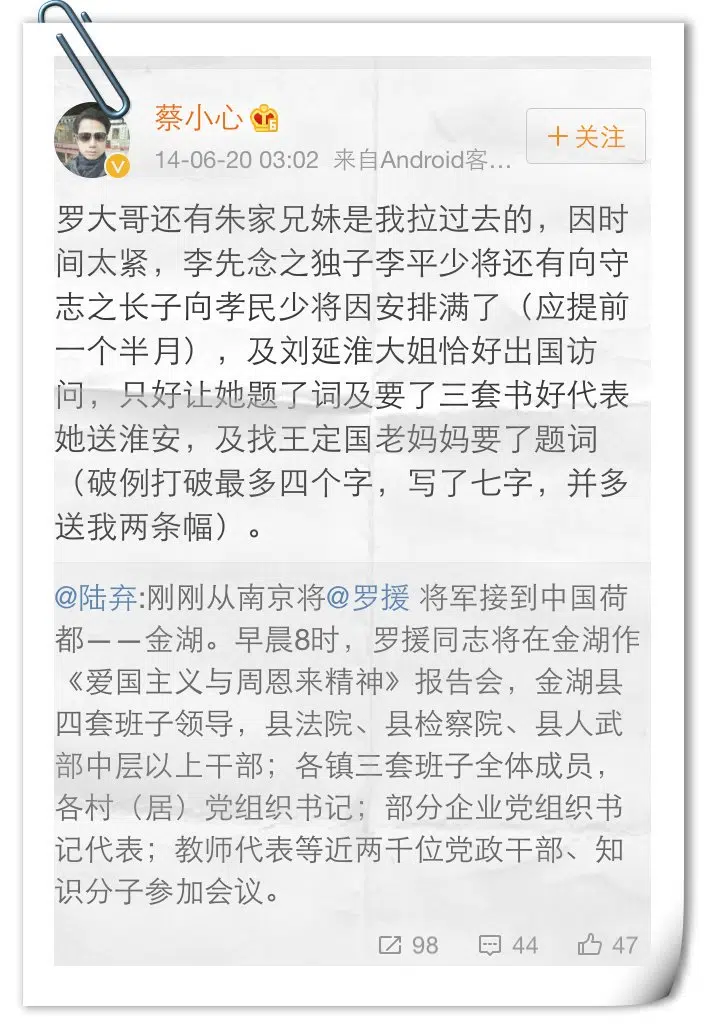 蔡小心
14-06-20 03:02 来自Android客...
+关注
罗大哥还有朱家兄妹是我拉过去的，因时
间太紧，李先念之独子李平少将还有向守
志之长子向孝民少将因安排满了（应提前
一个半月），及刘延淮大姐恰好出国访
问，只好让她题了词及要了三套书好代表
她送淮安，及找王定国老妈妈要了题词
（破例打破最多四个字，写了七字，并多
送我两条幅）。
@陆弃:刚刚从南京将@罗援 将军接到中国荷
都——金湖。早晨8时，罗援同志将在金湖作
《爱国主义与周恩来精神》报告会，金湖县
四套班子领导，县法院、县检察院、县人武
部中层以上干部；各镇三套班子全体成员，
各村（居）党组织书记；部分企业党组织书
记代表；教师代表等近两千位党政干部、知
识分子参加会议。
98 44 47